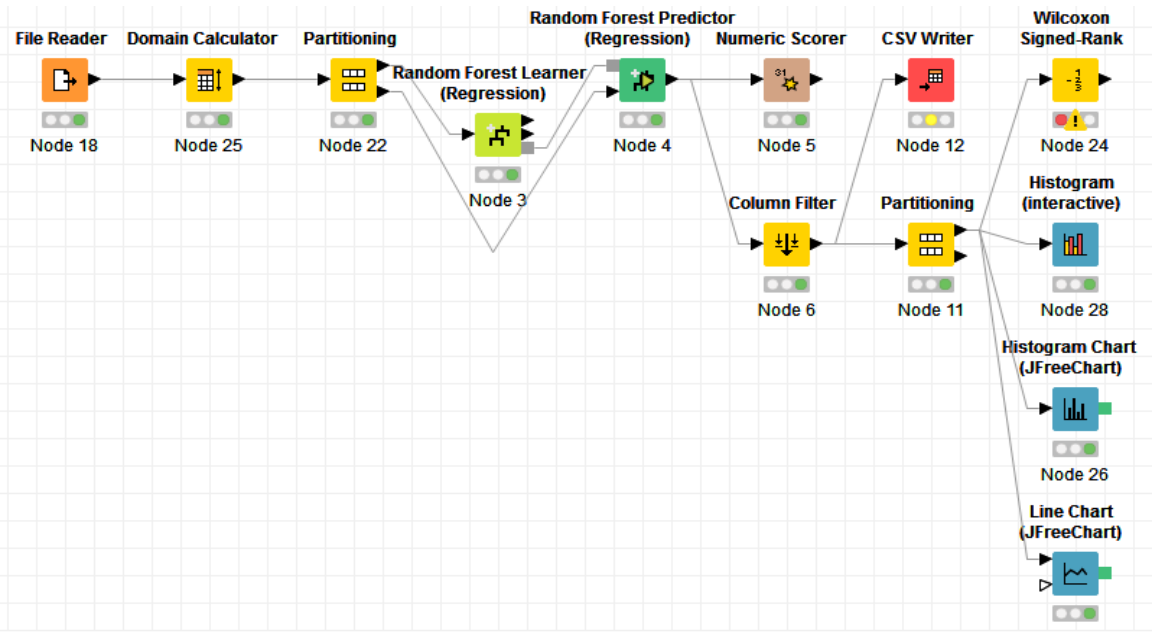 File Reader
Node 18
Domain Calculator
Node 25
Partitioning
Node 22
Random Forest Learner
(Regression)
Node 3
Random Forest Predictor
(Regression)
Node 4
Numeric Scorer
31
Node 5
CSV Writer
Node 12
Wilcoxon
Signed-Rank
Node 24
Column Filter
Node 6
Partitioning
Node 11
Histogram
(interactive)
Node 28
Histogram Chart
(JFreeChart)
Node 26
Line Chart
(JFreeChart)